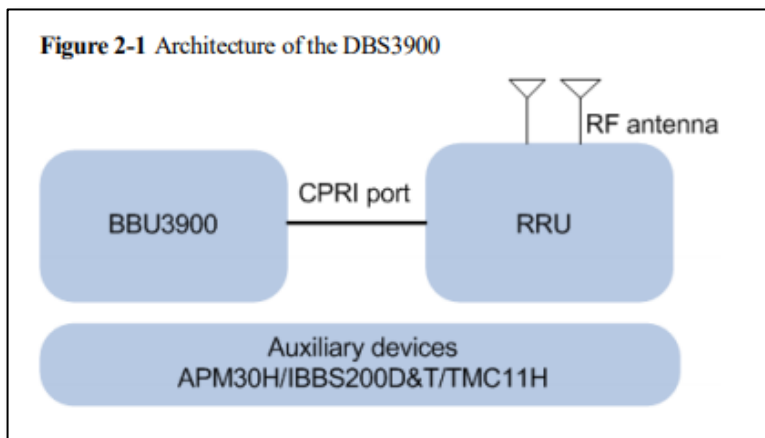 Figure 2-1 Architecture of the DBS3900
RF antenna
CPRI port
BBU3900
RRU
Auxiliary devices
APM30H/IBBS200D&T/TMC11H